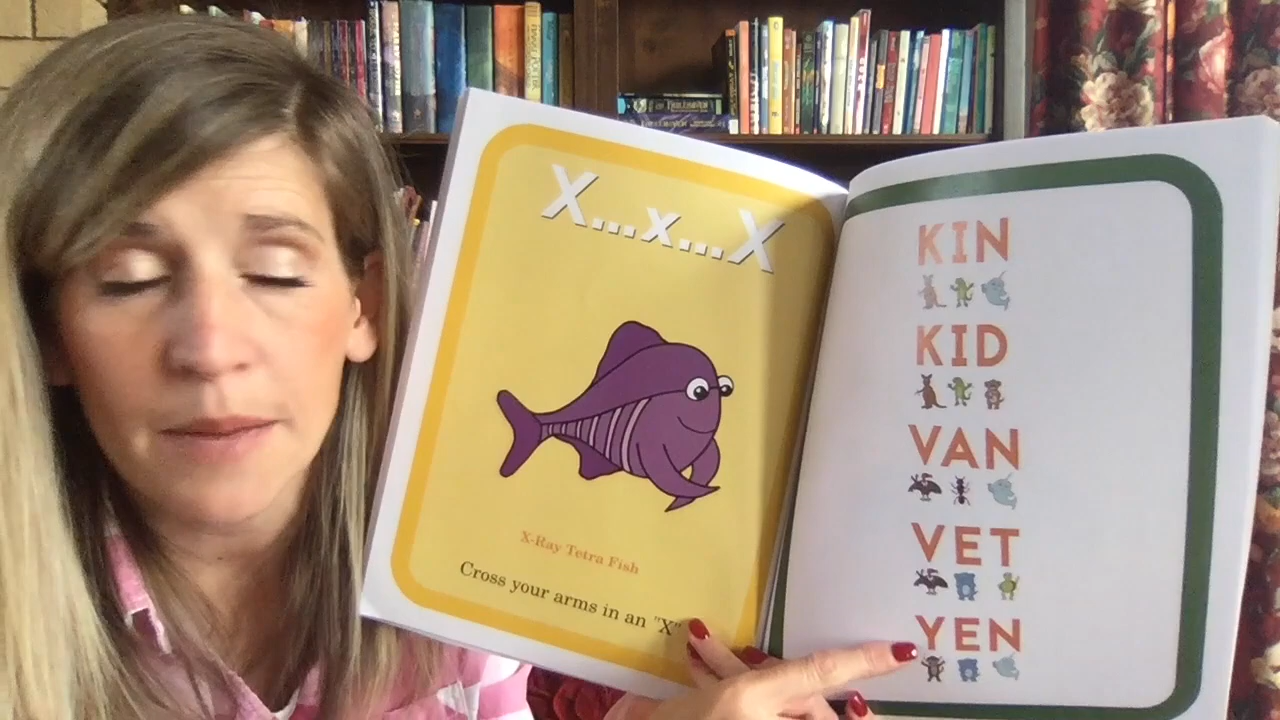 X...x...X
X-Ray Tetra Fish
Cross your arms in an "X"
KIN
KID
VAN
VET
YEN